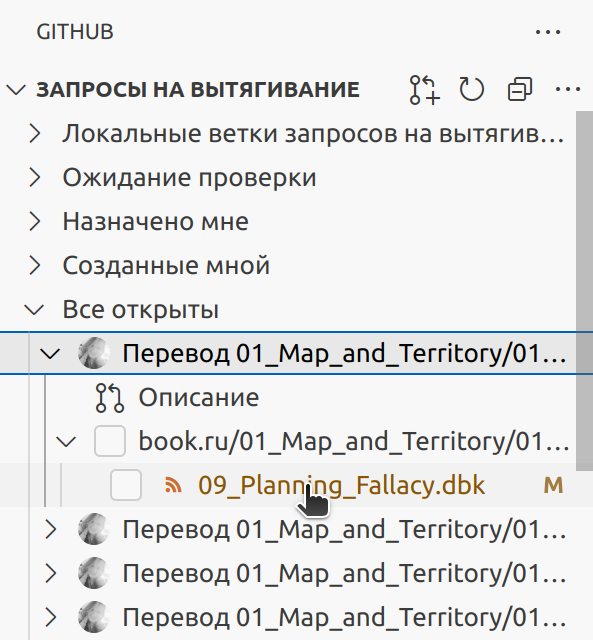 GITHUB
ЗАПРОСЫ НА ВЫТЯГИВАНИЕ
Локальные ветки запросов на вытягив...
Ожидание проверки
Назначено мне
Созданные мной
Все открыты
Перевод 01_Map_and_Territory/01...
Описание
book.ru/01_Map_and_Territory/01...
09_Planning_Fallacy.dbk M
Перевод 01_Map_and_Territory/01...
Перевод 01_Map_and_Territory/01...
Перевод 01_Map_and_Territory/01...